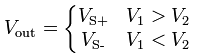 V_out = { V_S+  V_1 > V_2
V_S-  V_1 < V_2